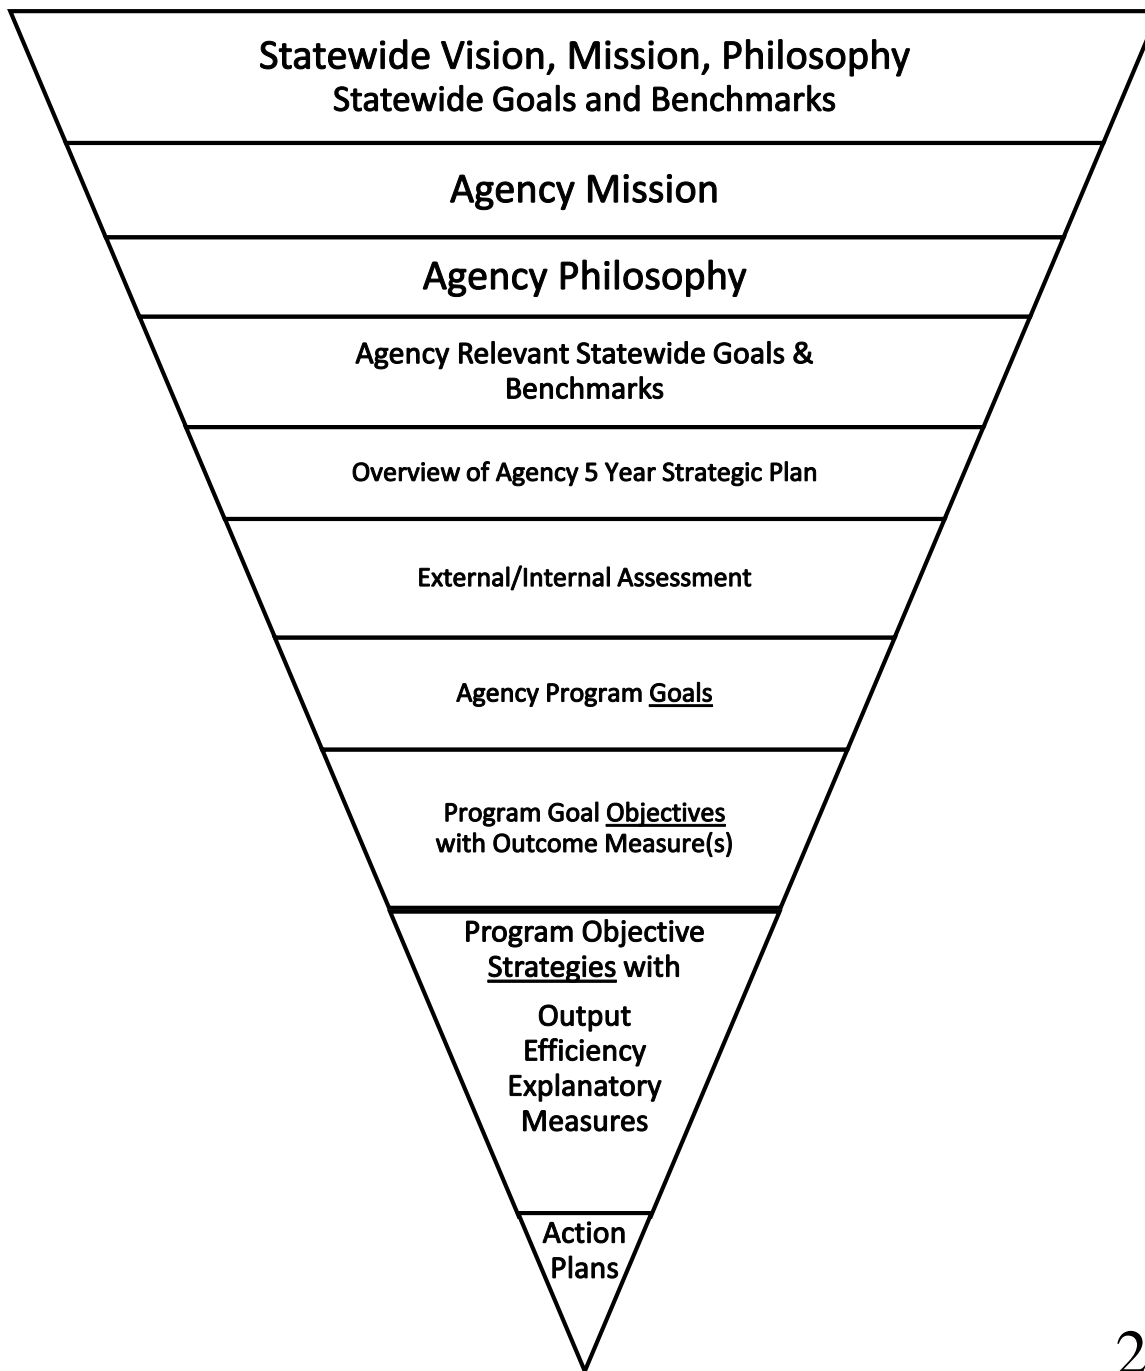 Statewide Vision, Mission, Philosophy
Statewide Goals and Benchmarks
Agency Mission
Agency Philosophy
Agency Relevant Statewide Goals &
Benchmarks
Overview of Agency 5 Year Strategic Plan
External/Internal Assessment
Agency Program Goals
Program Goal Objectives
with Outcome Measure(s)
Program Objective
Strategies with
Output
Efficiency
Explanatory
Measures
Action
Plans
2